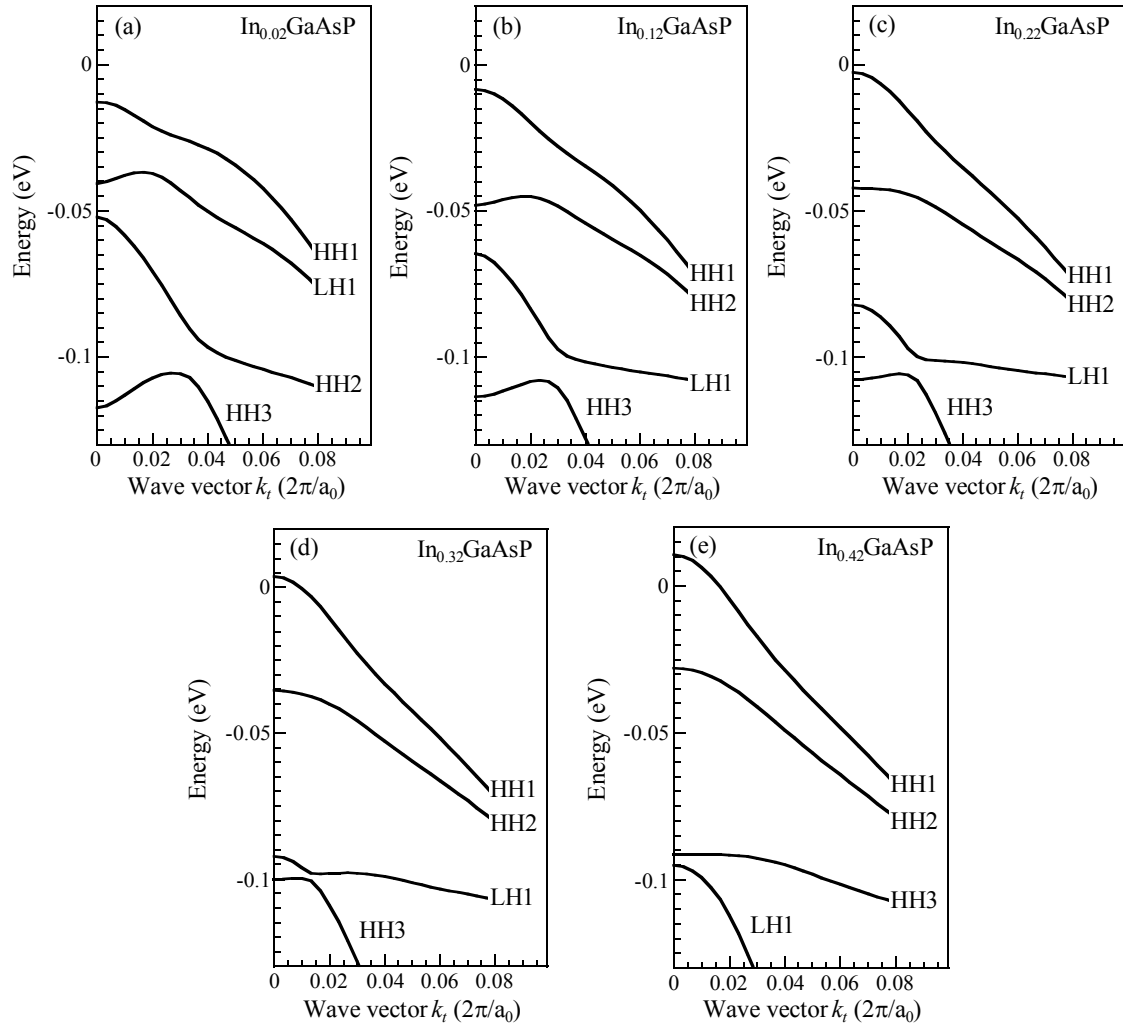 (a) In₀.₀₂GaAsP
0
-0.05
-0.1
Energy (eV)
HH1
LH1
HH2
HH3
0 0.02 0.04 0.06 0.08
Wave vector kₜ (2π/a₀)
(b) In₀.₁₂GaAsP
0
-0.05
-0.1
Energy (eV)
HH1
HH2
LH1
HH3
0 0.02 0.04 0.06 0.08
Wave vector kₜ (2π/a₀)
(c) In₀.₂₂GaAsP
0
-0.05
-0.1
Energy (eV)
HH1
HH2
LH1
HH3
0 0.02 0.04 0.06 0.08
Wave vector kₜ (2π/a₀)
(d) In₀.₃₂GaAsP
0
-0.05
-0.1
Energy (eV)
HH1
HH2
LH1
HH3
0 0.02 0.04 0.06 0.08
Wave vector kₜ (2π/a₀)
(e) In₀.₄₂GaAsP
0
-0.05
-0.1
Energy (eV)
HH1
HH2
HH3
LH1
0 0.02 0.04 0.06 0.08
Wave vector kₜ (2π/a₀)